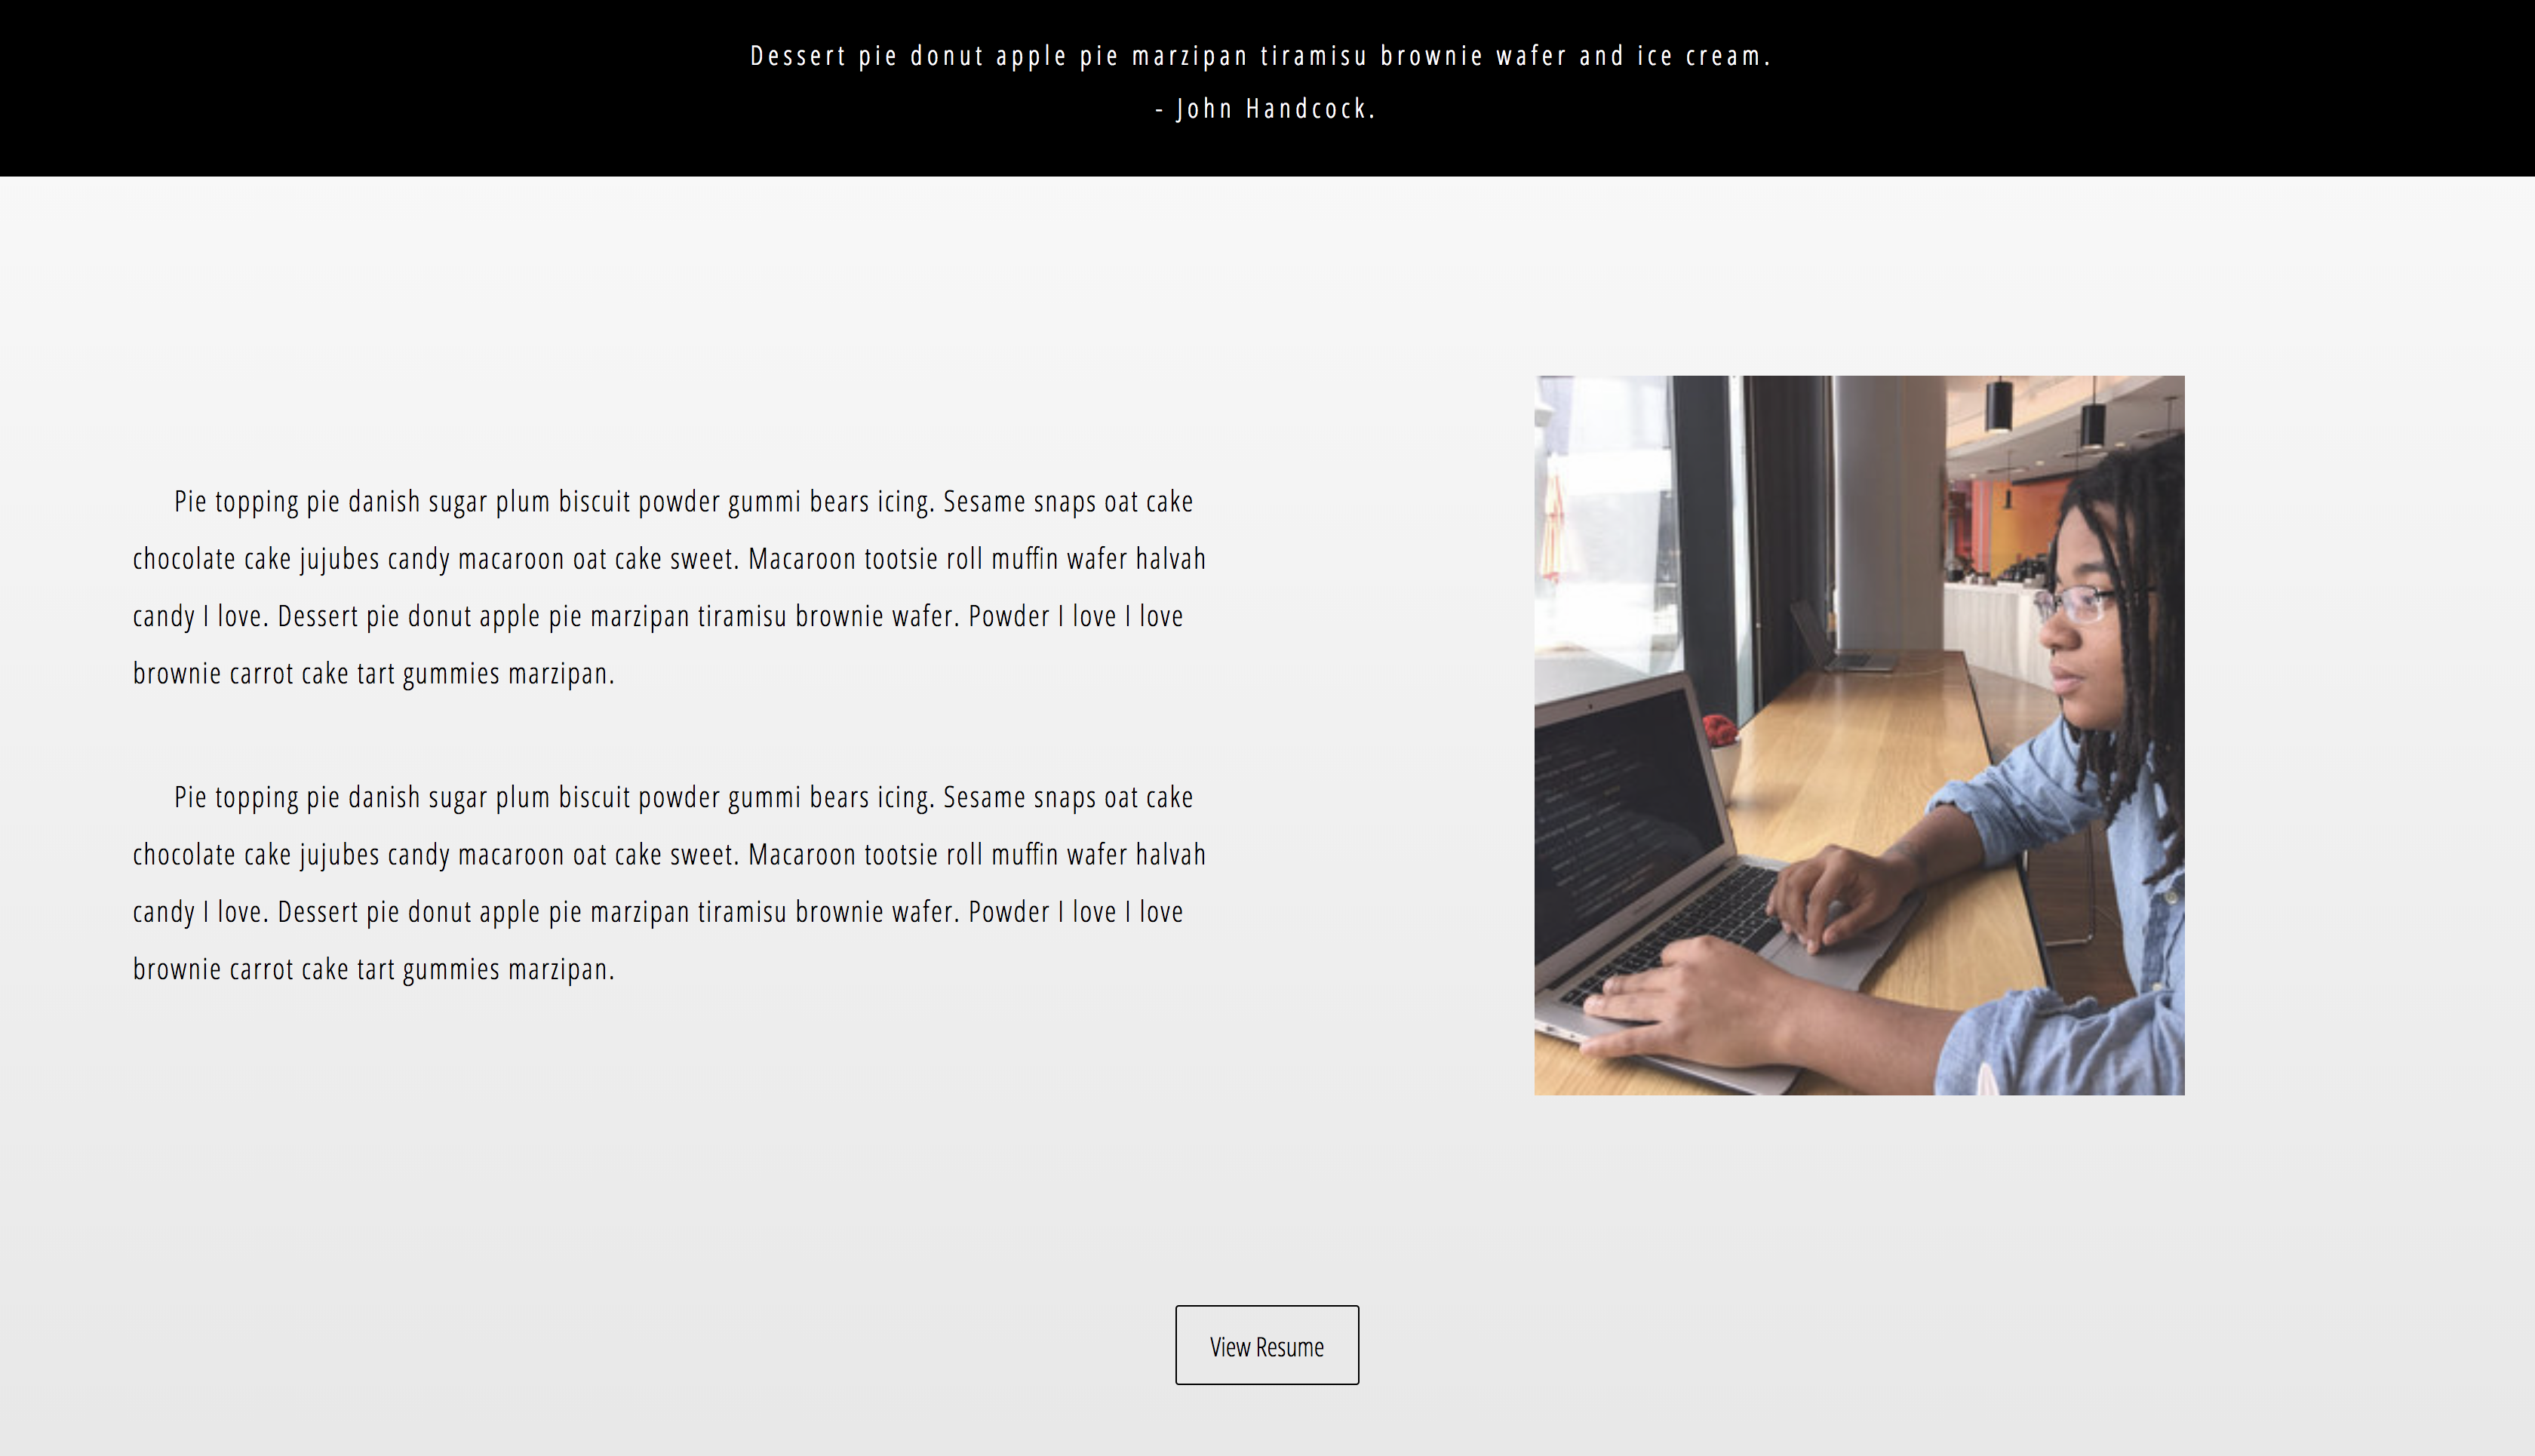 Dessert pie donut apple pie marzipan tiramisu brownie wafer and ice cream.
- John Handcock.
Pie topping pie danish sugar plum biscuit powder gummi bears icing. Sesame snaps oat cake
chocolate cake jujubes candy macaroon oat cake sweet. Macaroon tootsie roll muffin wafer halvah
candy I love. Dessert pie donut apple pie marzipan tiramisu brownie wafer. Powder I love I love
brownie carrot cake tart gummies marzipan.
Pie topping pie danish sugar plum biscuit powder gummi bears icing. Sesame snaps oat cake
chocolate cake jujubes candy macaroon oat cake sweet. Macaroon tootsie roll muffin wafer halvah
candy I love. Dessert pie donut apple pie marzipan tiramisu brownie wafer. Powder I love I love
brownie carrot cake tart gummies marzipan.
View Resume